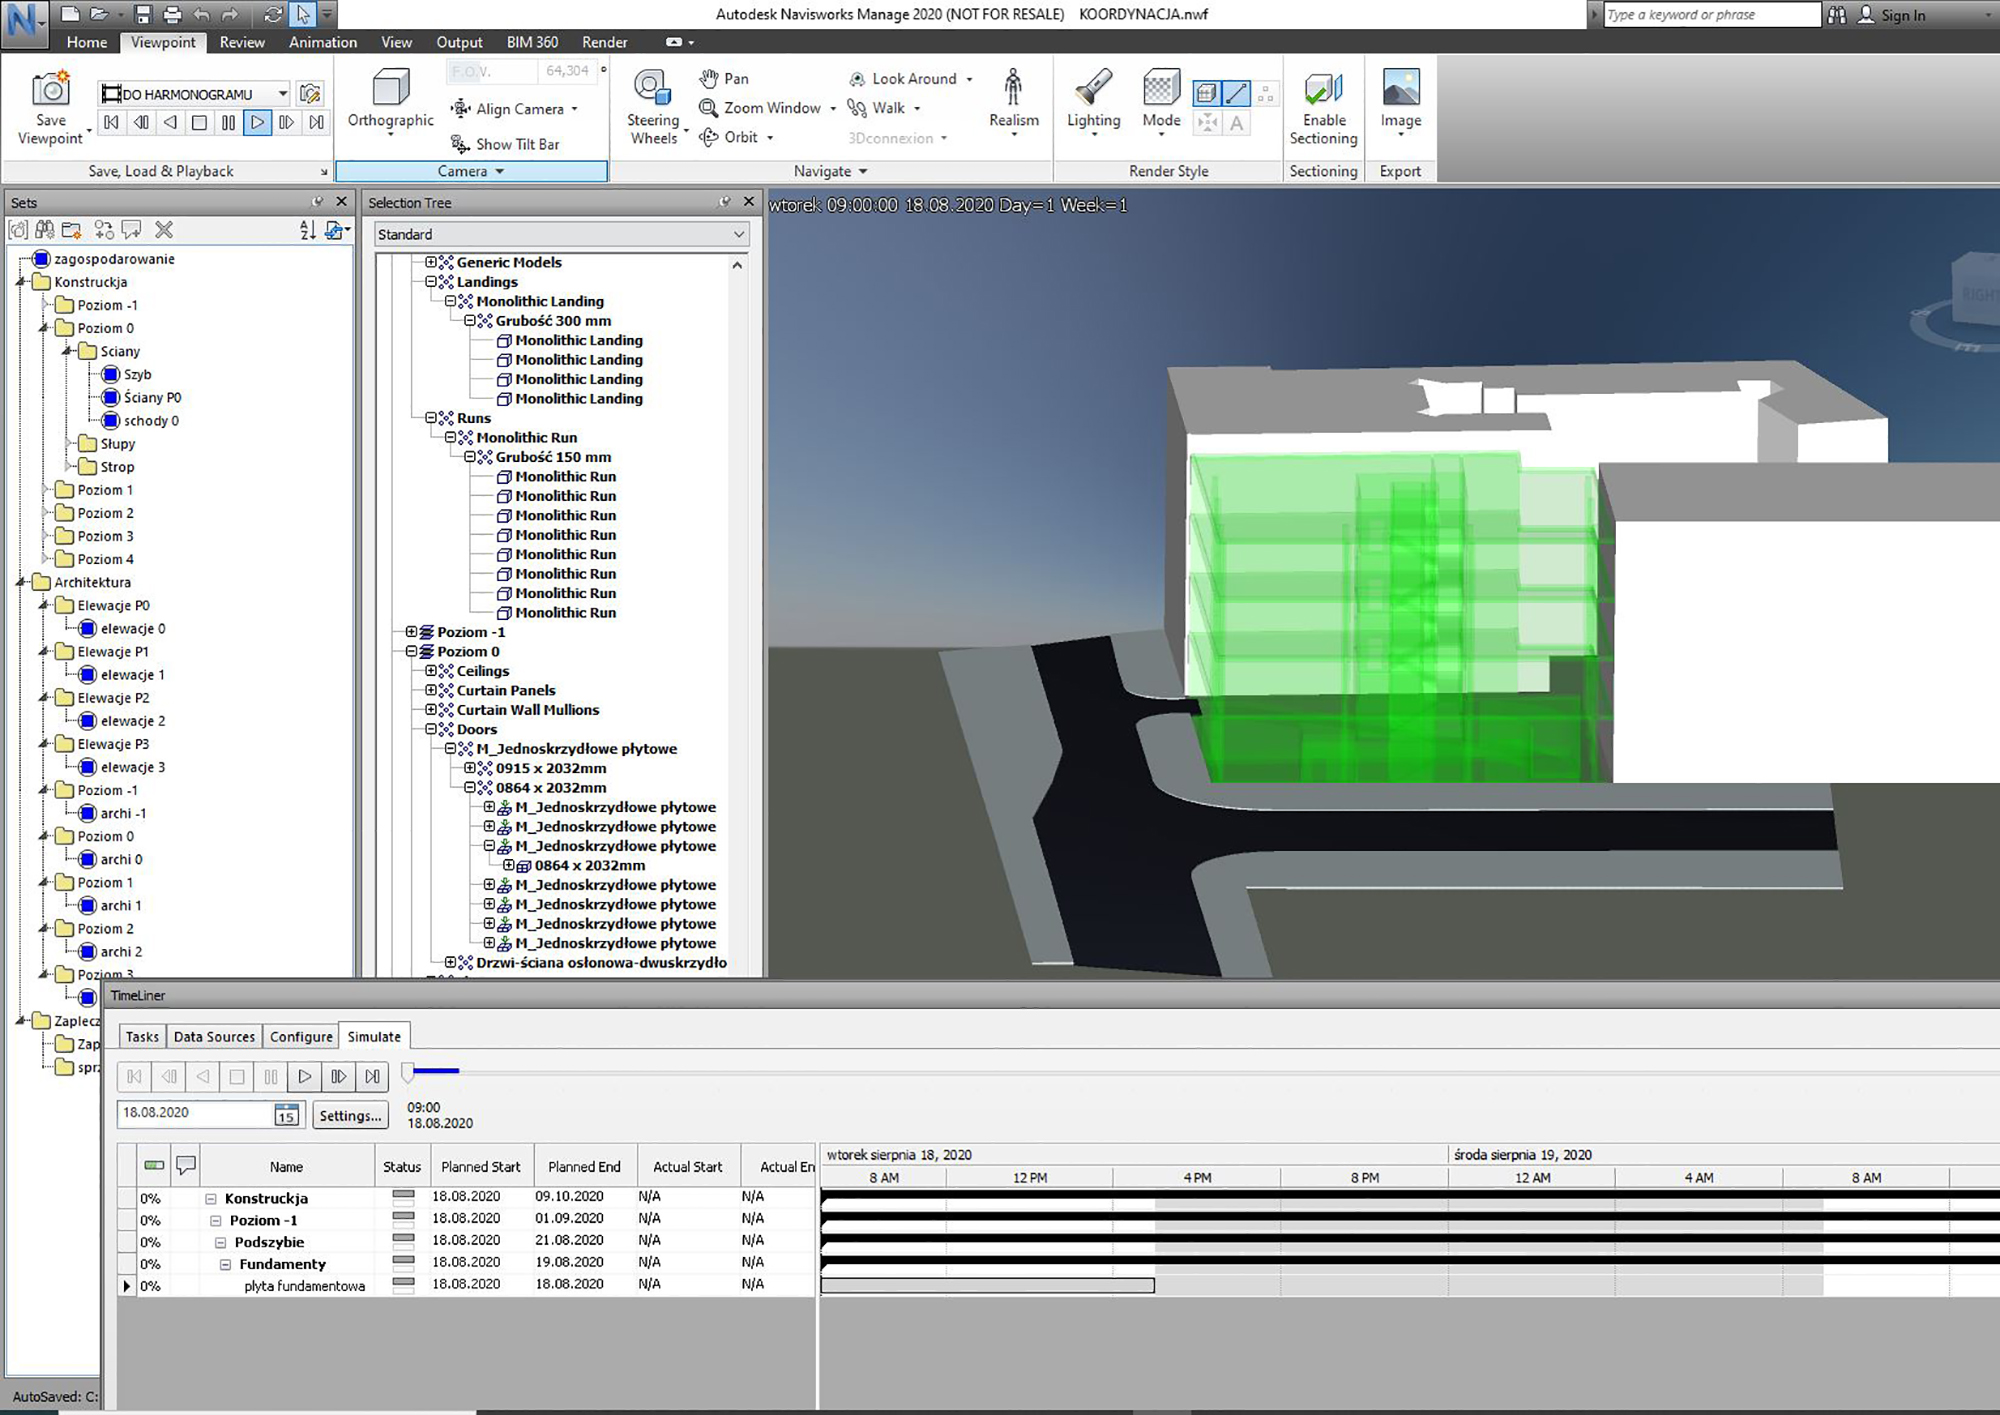 Autodesk Navisworks Manage 2020 (NOT FOR RESALE) KOORDYNACJA.nwf
Type a keyword or phrase
Sign In
Home Viewpoint Review Animation View Output BIM 360 Render
Save Viewpoint
DO HARMONOGRAMU
Save, Load & Playback
Orthographic
F.O.V. 64,304
Align Camera
Show Tilt Bar
Camera
Steering Wheels
Pan
Zoom Window
Orbit
Look Around
Walk
3Dconnexion
Realism
Navigate
Lighting
Mode
A
Render Style
Enable Sectioning
Sectioning
Image
Export
Sets
zagospodarowanie
Konstruckja
Poziom -1
Poziom 0
Sciany
Szyb
Ściany P0
schody 0
Słupy
Strop
Poziom 1
Poziom 2
Poziom 3
Poziom 4
Architektura
Elewacje P0
elewacje 0
Elewacje P1
elewacje 1
Elewacje P2
elewacje 2
Elewacje P3
elewacje 3
Poziom -1
archi -1
Poziom 0
archi 0
Poziom 1
archi 1
Poziom 2
archi 2
Poziom 3
Zaplecz
Zap
sprz
AutoSaved: C:
Selection Tree
Standard
Generic Models
Landings
Monolithic Landing
Grubość 300 mm
Monolithic Landing
Monolithic Landing
Monolithic Landing
Monolithic Landing
Runs
Monolithic Run
Grubość 150 mm
Monolithic Run
Monolithic Run
Monolithic Run
Monolithic Run
Monolithic Run
Monolithic Run
Monolithic Run
Monolithic Run
Poziom -1
Poziom 0
Ceilings
Curtain Panels
Curtain Wall Mullions
Doors
M_Jednoskrzydłowe płytowe
0915 x 2032mm
0864 x 2032mm
M_Jednoskrzydłowe płytowe
M_Jednoskrzydłowe płytowe
M_Jednoskrzydłowe płytowe
0864 x 2032mm
M_Jednoskrzydłowe płytowe
M_Jednoskrzydłowe płytowe
M_Jednoskrzydłowe płytowe
M_Jednoskrzydłowe płytowe
Drzwi-ściana osłonowa-dwuskrzydło
wtorek 09:00:00 18.08.2020 Day=1 Week=1
RIGHT
TimeLiner
Tasks Data Sources Configure Simulate
18.08.2020 15 Settings...
09:00
18.08.2020
Name Status Planned Start Planned End Actual Start Actual En
wtorek sierpnia 18, 2020 środa sierpnia 19, 2020
8 AM 12 PM 4 PM 8 PM 12 AM 4 AM 8 AM
0% Konstruckja 18.08.2020 09.10.2020 N/A N/A
0% Poziom -1 18.08.2020 01.09.2020 N/A N/A
0% Podszybie 18.08.2020 21.08.2020 N/A N/A
0% Fundamenty 18.08.2020 19.08.2020 N/A N/A
0% plyta fundamentowa 18.08.2020 18.08.2020 N/A N/A